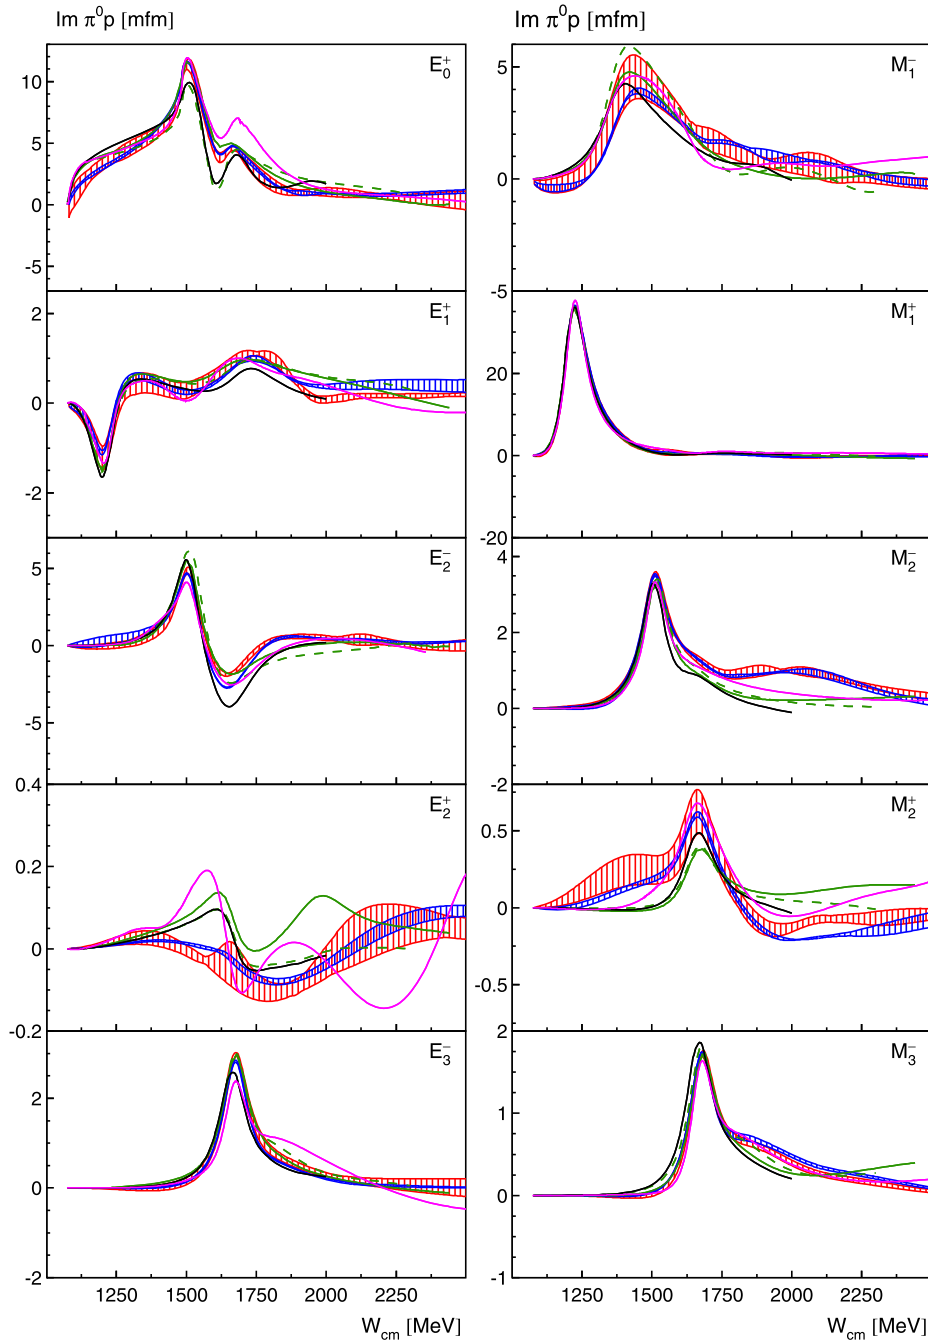 Im π⁰p [mfm] Im π⁰p [mfm]
E₀⁺ M₁⁻
10 5
5
0 0
-5
-5
E₁⁺ M₁⁺
2
20
0 0
-2
-20
E₂⁻ M₂⁻
5 4
2
0
0
-5
0.4 -2
E₂⁺ M₂⁺
0.2 0.5
0 0
-0.5
-0.2 2
E₃⁻ M₃⁻
2 1
0 0
-2 -1
1250 1500 1750 2000 2250 1250 1500 1750 2000 2250
W_cm [MeV] W_cm [MeV]